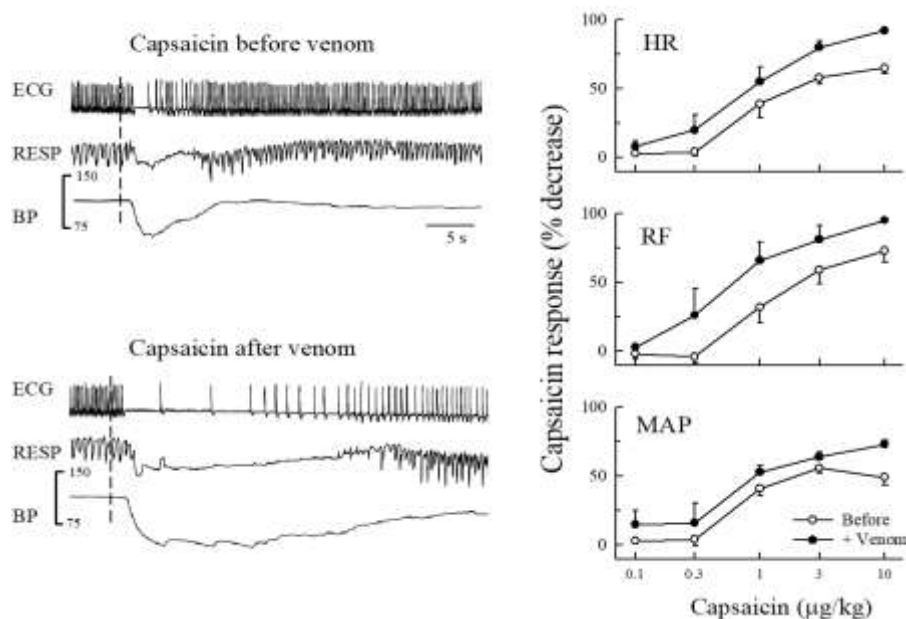 Capsaicin before venom
ECG
RESP
150
BP
75
5 s
Capsaicin after venom
ECG
RESP
150
BP
75
Capsaicin response (% decrease)
100
HR
50
0
100
RF
50
0
100
MAP
50
Before
+ Venom
0
0.1 0.3 1 3 10
Capsaicin (µg/kg)